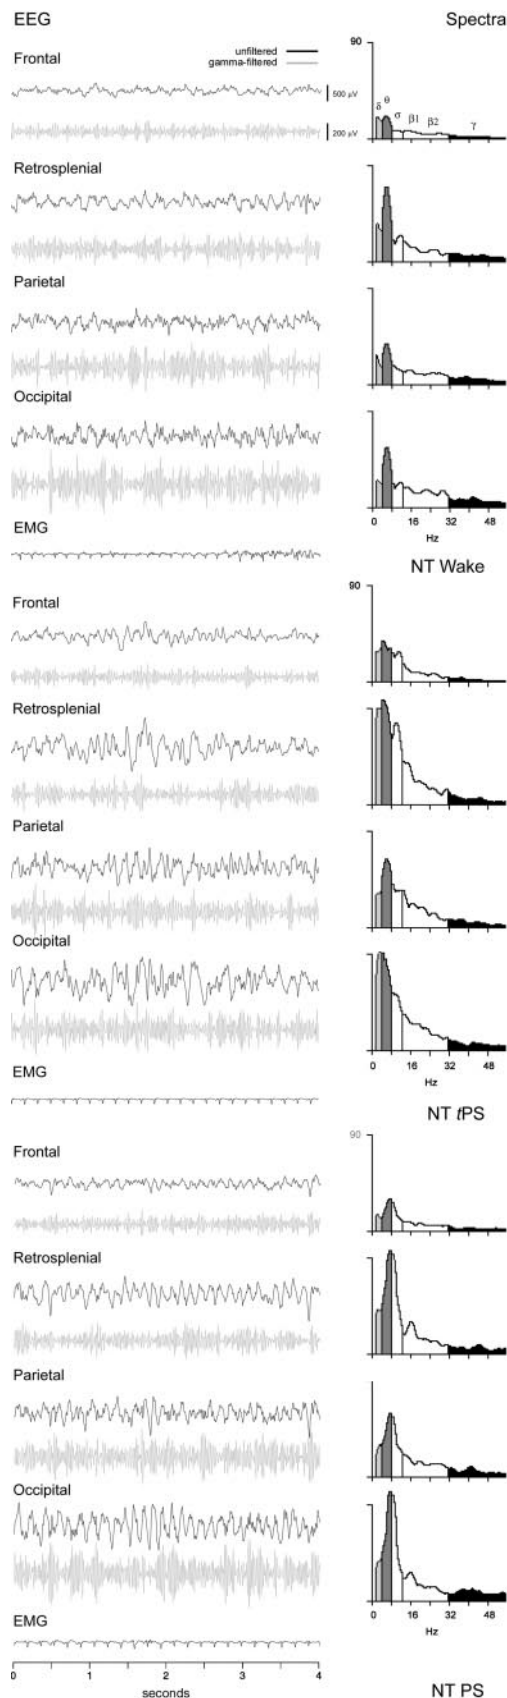 EEG Spectra
90
Frontal
unfiltered
gamma-filtered
500 μV
200 μV
δ θ σ β1 β2 γ
Retrosplenial
Parietal
Occipital
0 16 32 48
Hz
EMG
NT Wake
90
Frontal
Retrosplenial
Parietal
Occipital
0 16 32 48
Hz
EMG
NT tPS
90
Frontal
Retrosplenial
Parietal
Occipital
0 16 32 48
Hz
EMG
0 1 2 3 4
seconds
NT PS